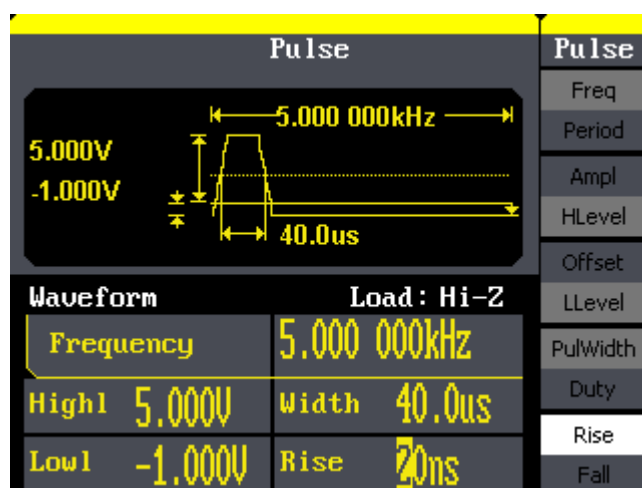 Pulse
Pulse
5.000 000kHz
5.000V
-1.000V
40.0us
Waveform Load:Hi-Z
Frequency 5.000 000kHz
Highl 5.000V Width 40.0us
Lowl -1.000V Rise 20ns
Freq
Period
Ampl
HLevel
Offset
LLevel
PulWidth
Duty
Rise
Fall